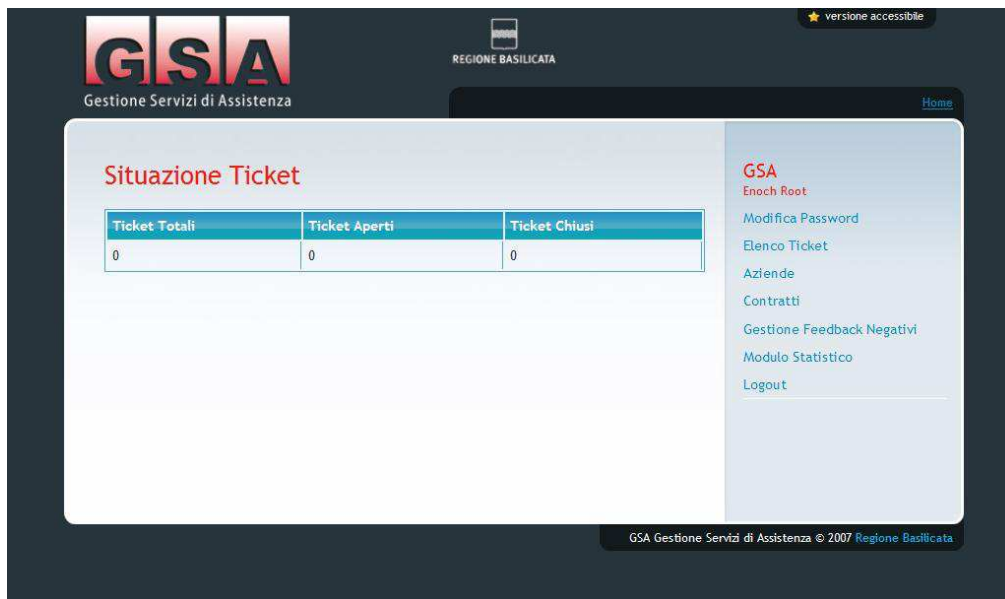 versione accessibile
GSA
Gestione Servizi di Assistenza
REGIONE BASILICATA
Home
Situazione Ticket
Ticket Totali Ticket Aperti Ticket Chiusi
0 0 0
GSA
Enoch Root
Modifica Password
Elenco Ticket
Aziende
Contratti
Gestione Feedback Negativi
Modulo Statistico
Logout
GSA Gestione Servizi di Assistenza © 2007 Regione Basilicata